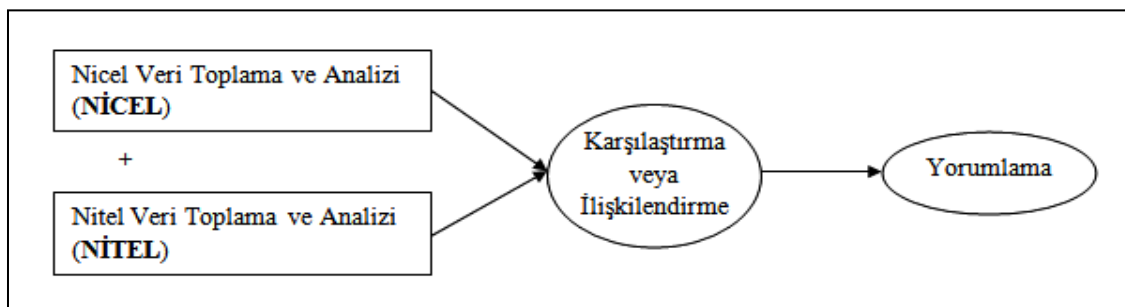 Nicel Veri Toplama ve Analizi
(NİCEL)
+
Nitel Veri Toplama ve Analizi
(NİTEL)
Karşılaştırma
veya
İlişkilendirme
Yorumlama